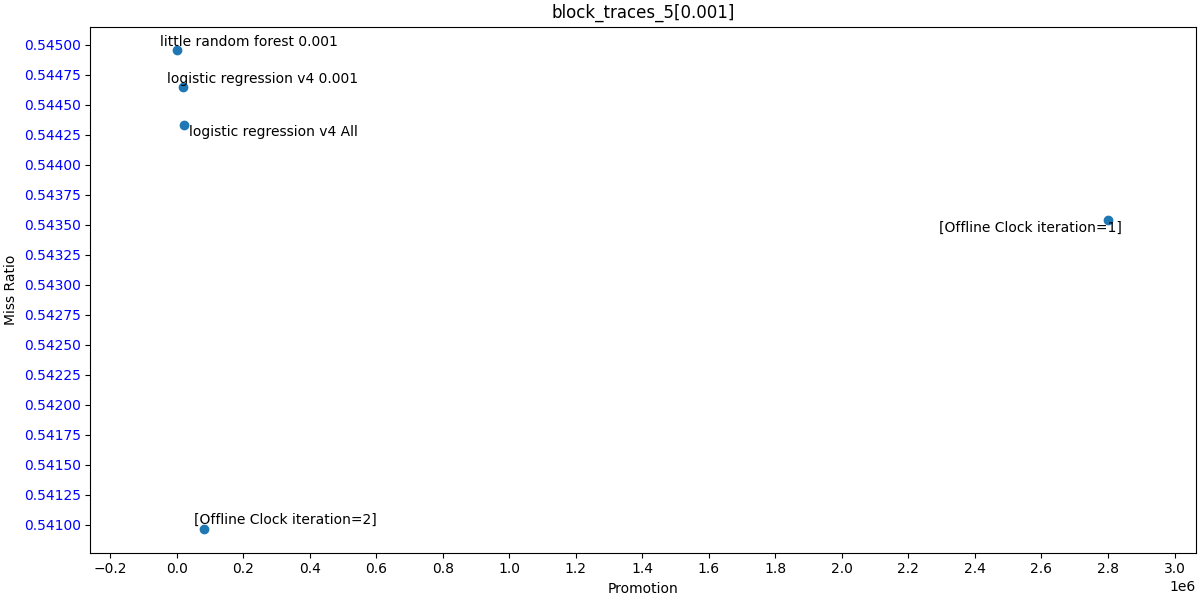 block_traces_5[0.001]
0.54500
0.54475
0.54450
0.54425
0.54400
0.54375
0.54350
0.54325
0.54300
0.54275
0.54250
0.54225
0.54200
0.54175
0.54150
0.54125
0.54100
Miss Ratio
little random forest 0.001
logistic regression v4 0.001
logistic regression v4 All
[Offline Clock iteration=1]
[Offline Clock iteration=2]
−0.2 0.0 0.2 0.4 0.6 0.8 1.0 1.2 1.4 1.6 1.8 2.0 2.2 2.4 2.6 2.8 3.0
1e6
Promotion